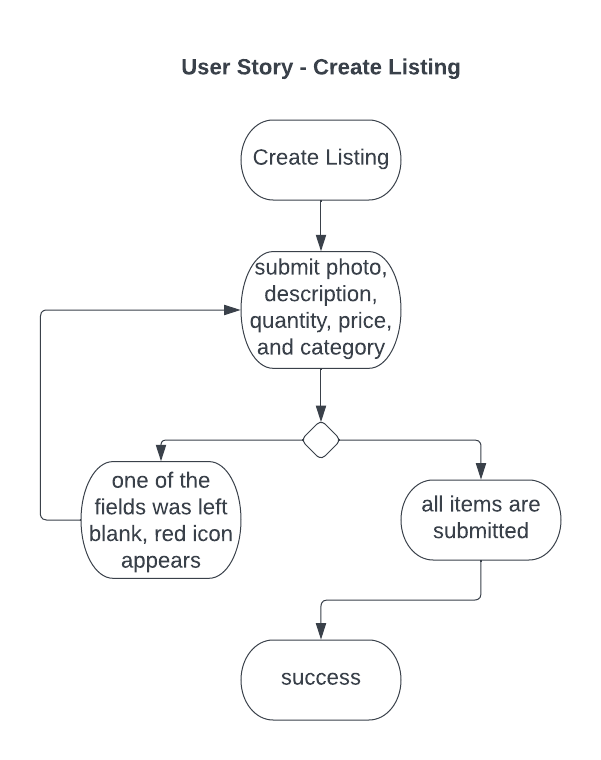 User Story - Create Listing
Create Listing
submit photo,
description,
quantity, price,
and category
one of the
fields was left
blank, red icon
appears
all items are
submitted
success